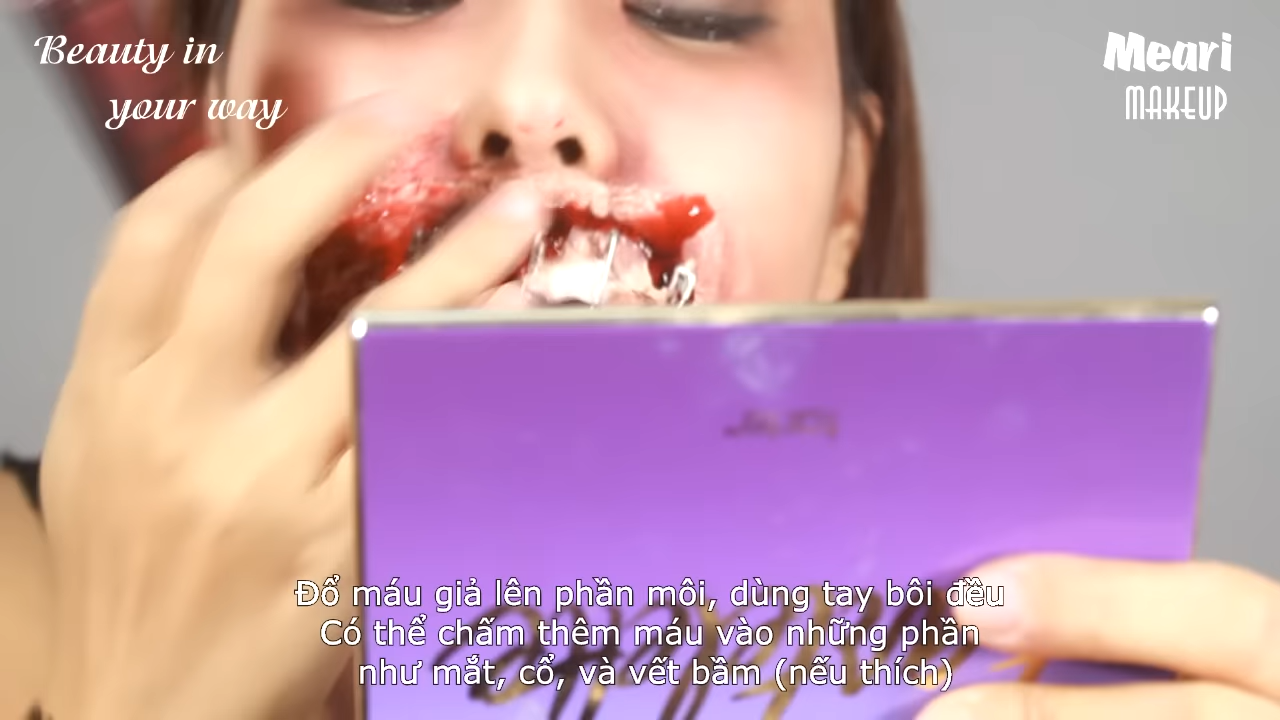 Beauty in
your way
Meari
MAKEUP
Đổ máu giả lên phần môi, dùng tay bôi đều
Có thể chấm thêm máu vào những phần
như mắt, cổ, và vết bầm (nếu thích)